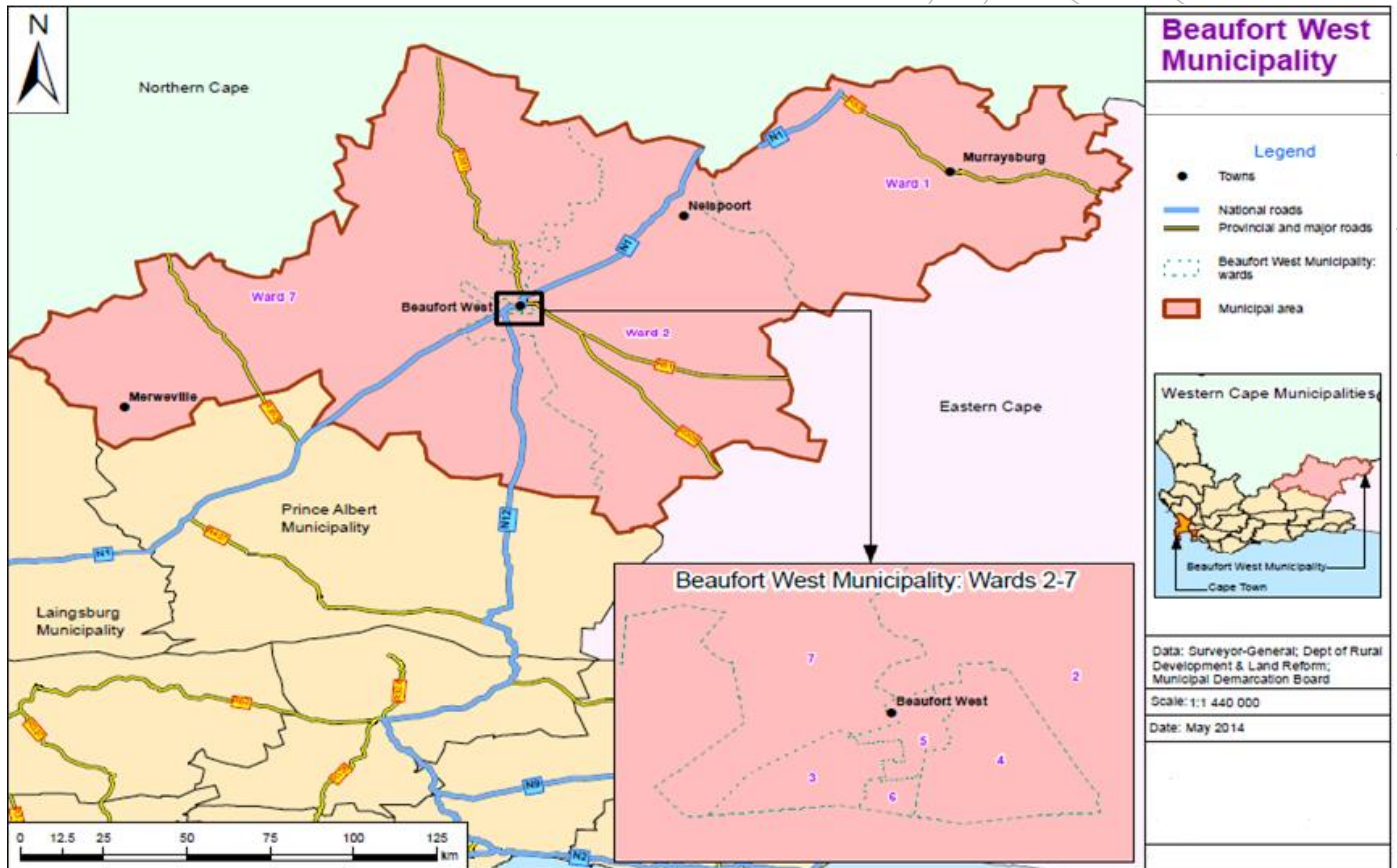 N
Northern Cape
N1
Murraysburg
Ward 1
Nelspoort
N1
Ward 7
Beaufort West
Ward 2
Merweville
Eastern Cape
Prince Albert
Municipality
N12
N1
Laingsburg
Municipality
N9
N2
0 12.5 25 50 75 100 125
km
Beaufort West Municipality: Wards 2-7
7
2
Beaufort West
5
4
3
6
Beaufort West
Municipality
Legend
Towns
National roads
Provincial and major roads
Beaufort West Municipality:
wards
Municipal area
Western Cape Municipalities
Beaufort West Municipality
Cape Town
Data: Surveyor-General; Dept of Rural
Development & Land Reform;
Municipal Demarcation Board
Scale: 1:1 440 000
Date: May 2014